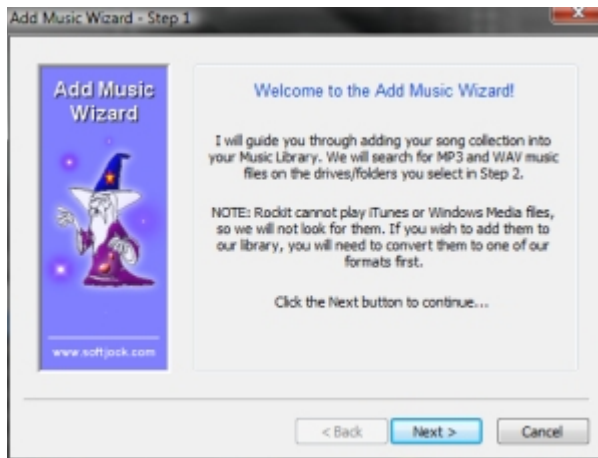 Add Music Wizard - Step 1
Add Music
Wizard
www.softjock.com
Welcome to the Add Music Wizard!
I will guide you through adding your song collection into
your Music Library. We will search for MP3 and WAV music
files on the drives/folders you select in Step 2.
NOTE: Rockit cannot play iTunes or Windows Media files,
so we will not look for them. If you wish to add them to
our library, you will need to convert them to one of our
formats first.
Click the Next button to continue...
< Back
Next >
Cancel